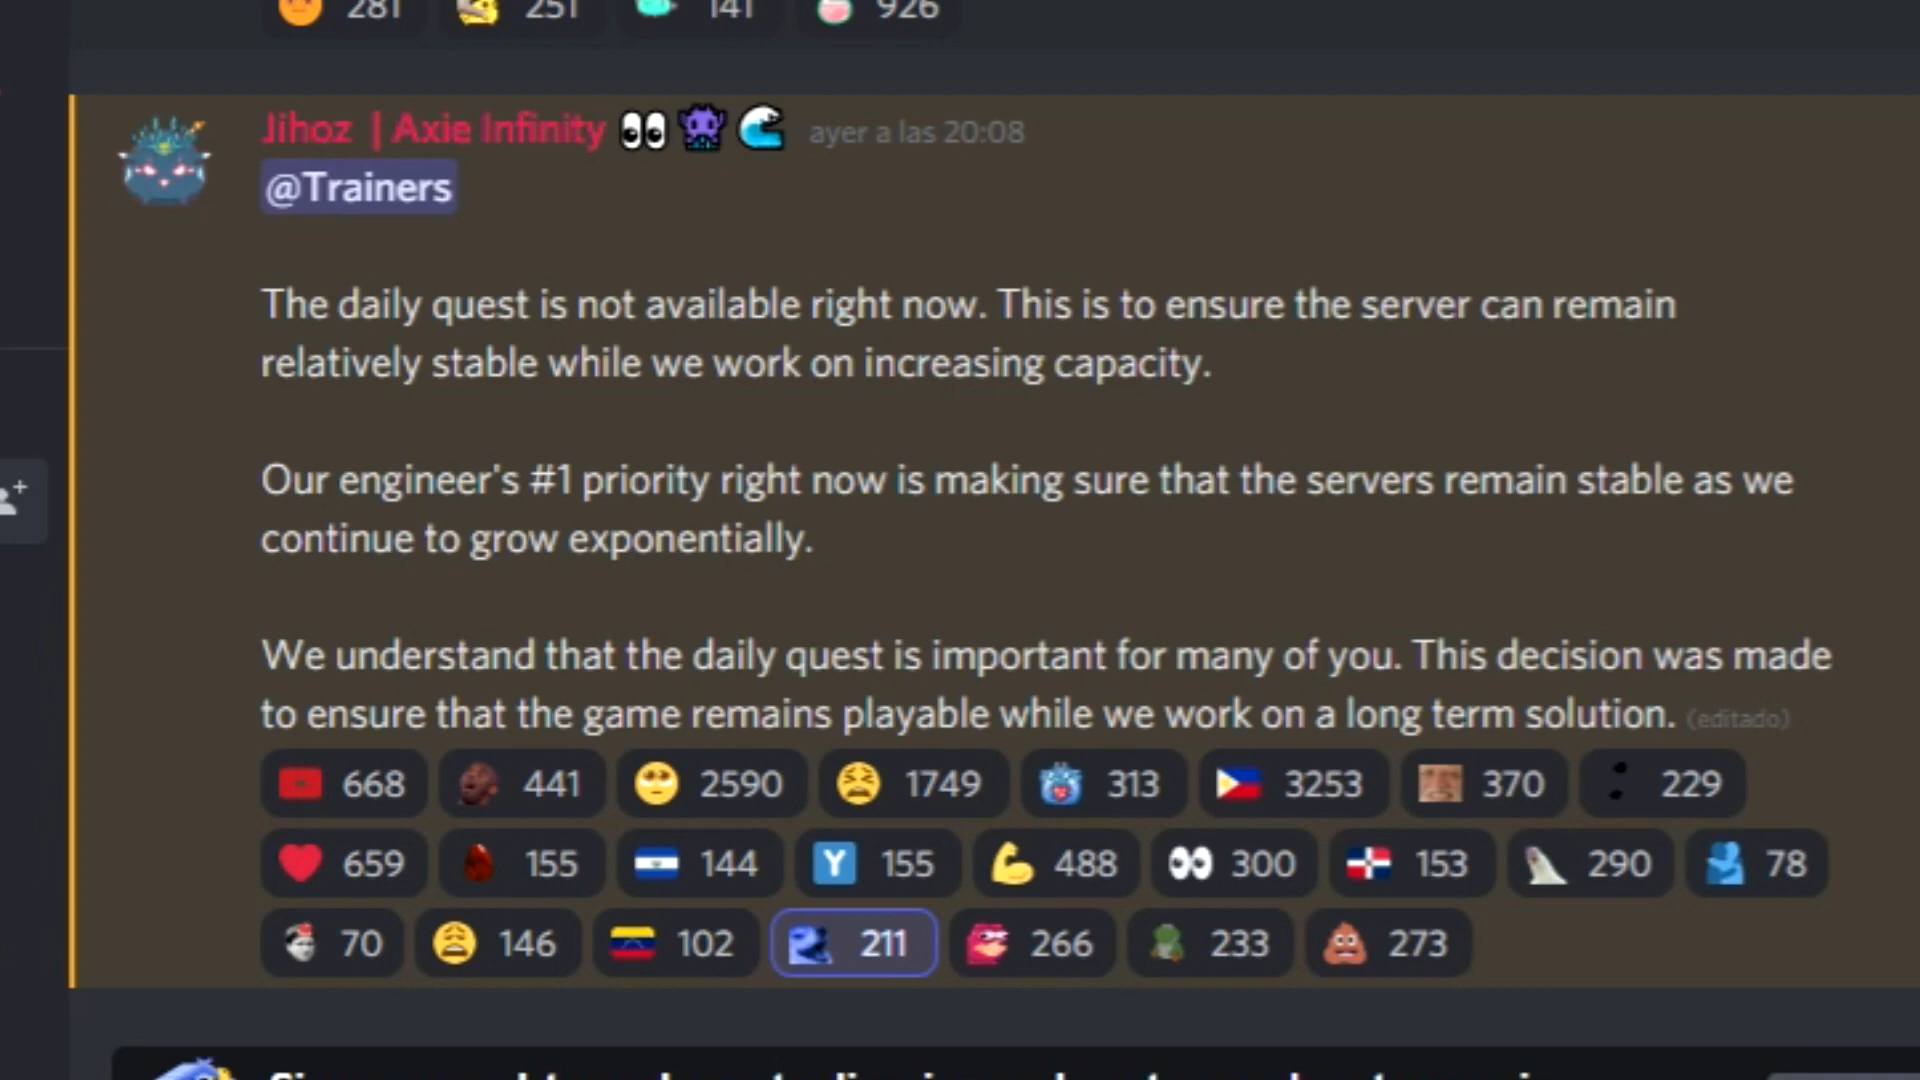 281 251 141 926
Jihoz | Axie Infinity ayer a las 20:08
@Trainers
The daily quest is not available right now. This is to ensure the server can remain
relatively stable while we work on increasing capacity.
Our engineer's #1 priority right now is making sure that the servers remain stable as we
continue to grow exponentially.
We understand that the daily quest is important for many of you. This decision was made
to ensure that the game remains playable while we work on a long term solution. (editado)
668 441 2590 1749 313 3253 370 229
659 155 144 Y 155 488 300 153 290 78
70 146 102 211 266 233 273